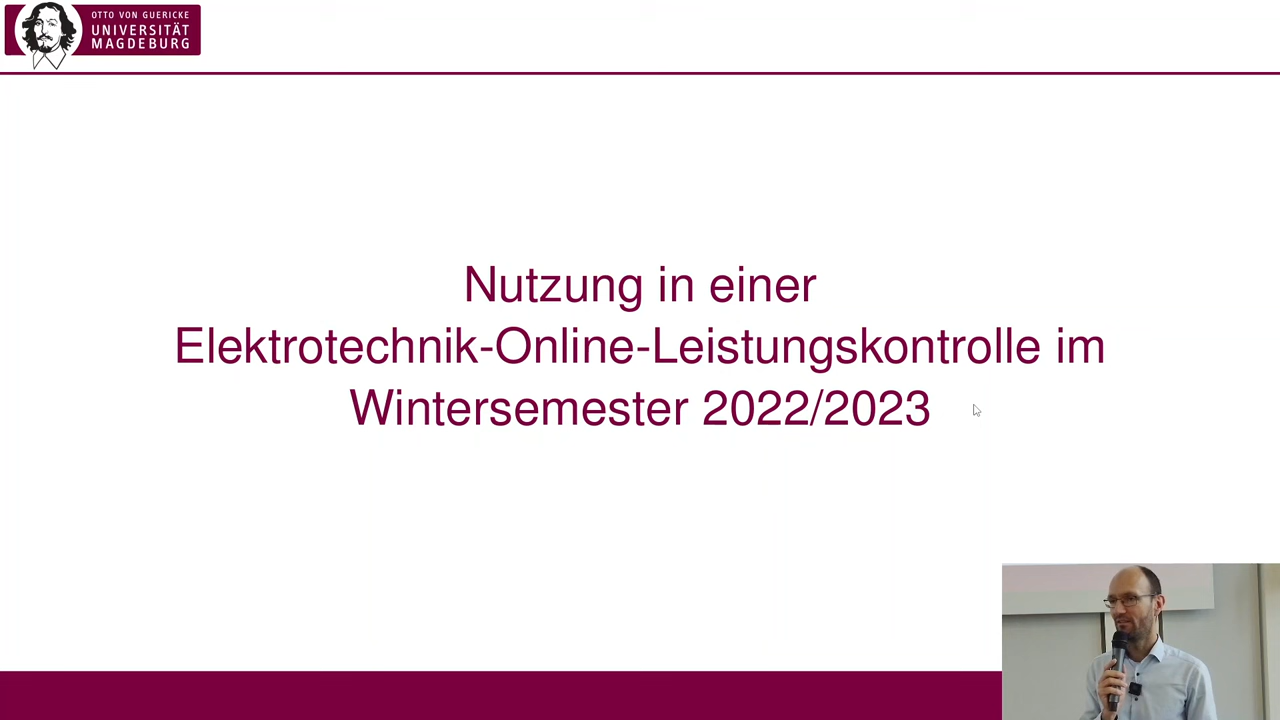 OTTO VON GUERICKE
UNIVERSITÄT
MAGDEBURG
Nutzung in einer
Elektrotechnik-Online-Leistungskontrolle im
Wintersemester 2022/2023